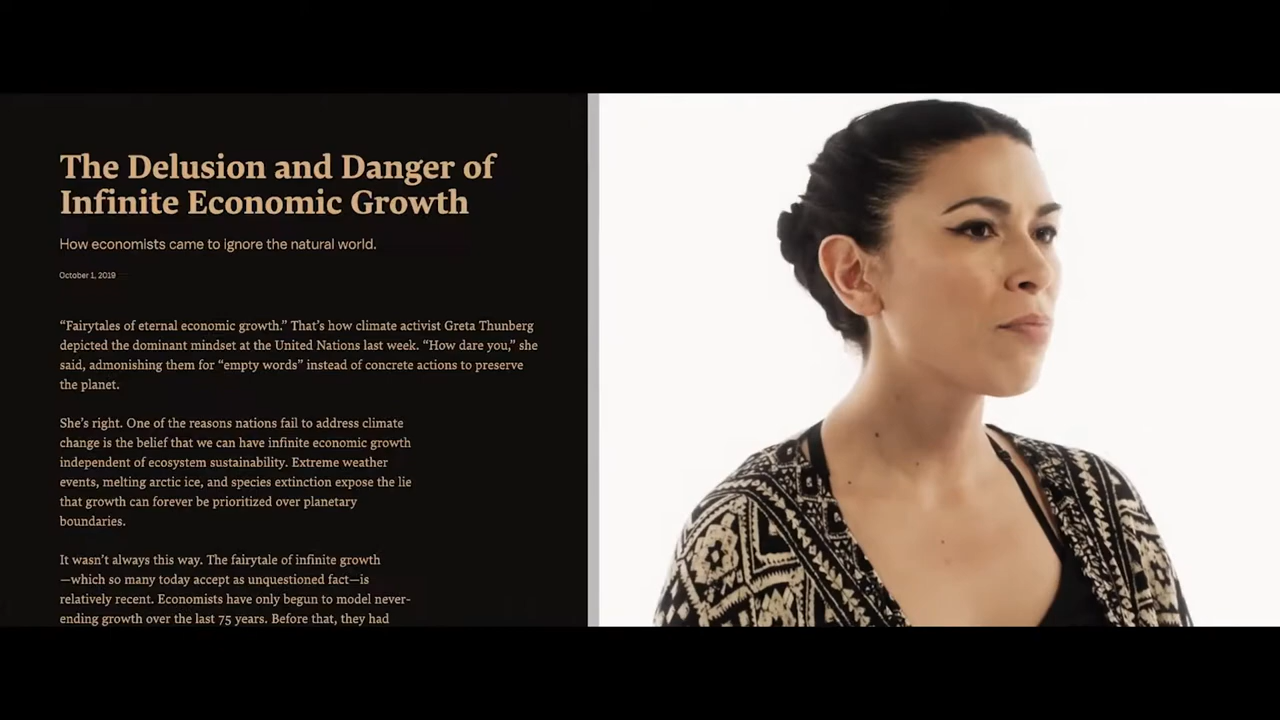 The Delusion and Danger of
Infinite Economic Growth
How economists came to ignore the natural world.
October 1, 2019
“Fairytales of eternal economic growth.” That’s how climate activist Greta Thunberg
depicted the dominant mindset at the United Nations last week. “How dare you,” she
said, admonishing them for “empty words” instead of concrete actions to preserve
the planet.
She’s right. One of the reasons nations fail to address climate
change is the belief that we can have infinite economic growth
independent of ecosystem sustainability. Extreme weather
events, melting arctic ice, and species extinction expose the lie
that growth can forever be prioritized over planetary
boundaries.
It wasn’t always this way. The fairytale of infinite growth
—which so many today accept as unquestioned fact—is
relatively recent. Economists have only begun to model never-
ending growth over the last 75 years. Before that, they had